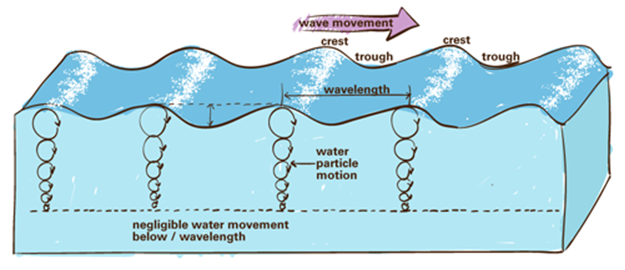 wave movement
crest
trough
crest
trough
wavelength
water
particle
motion
negligible water movement
below / wavelength